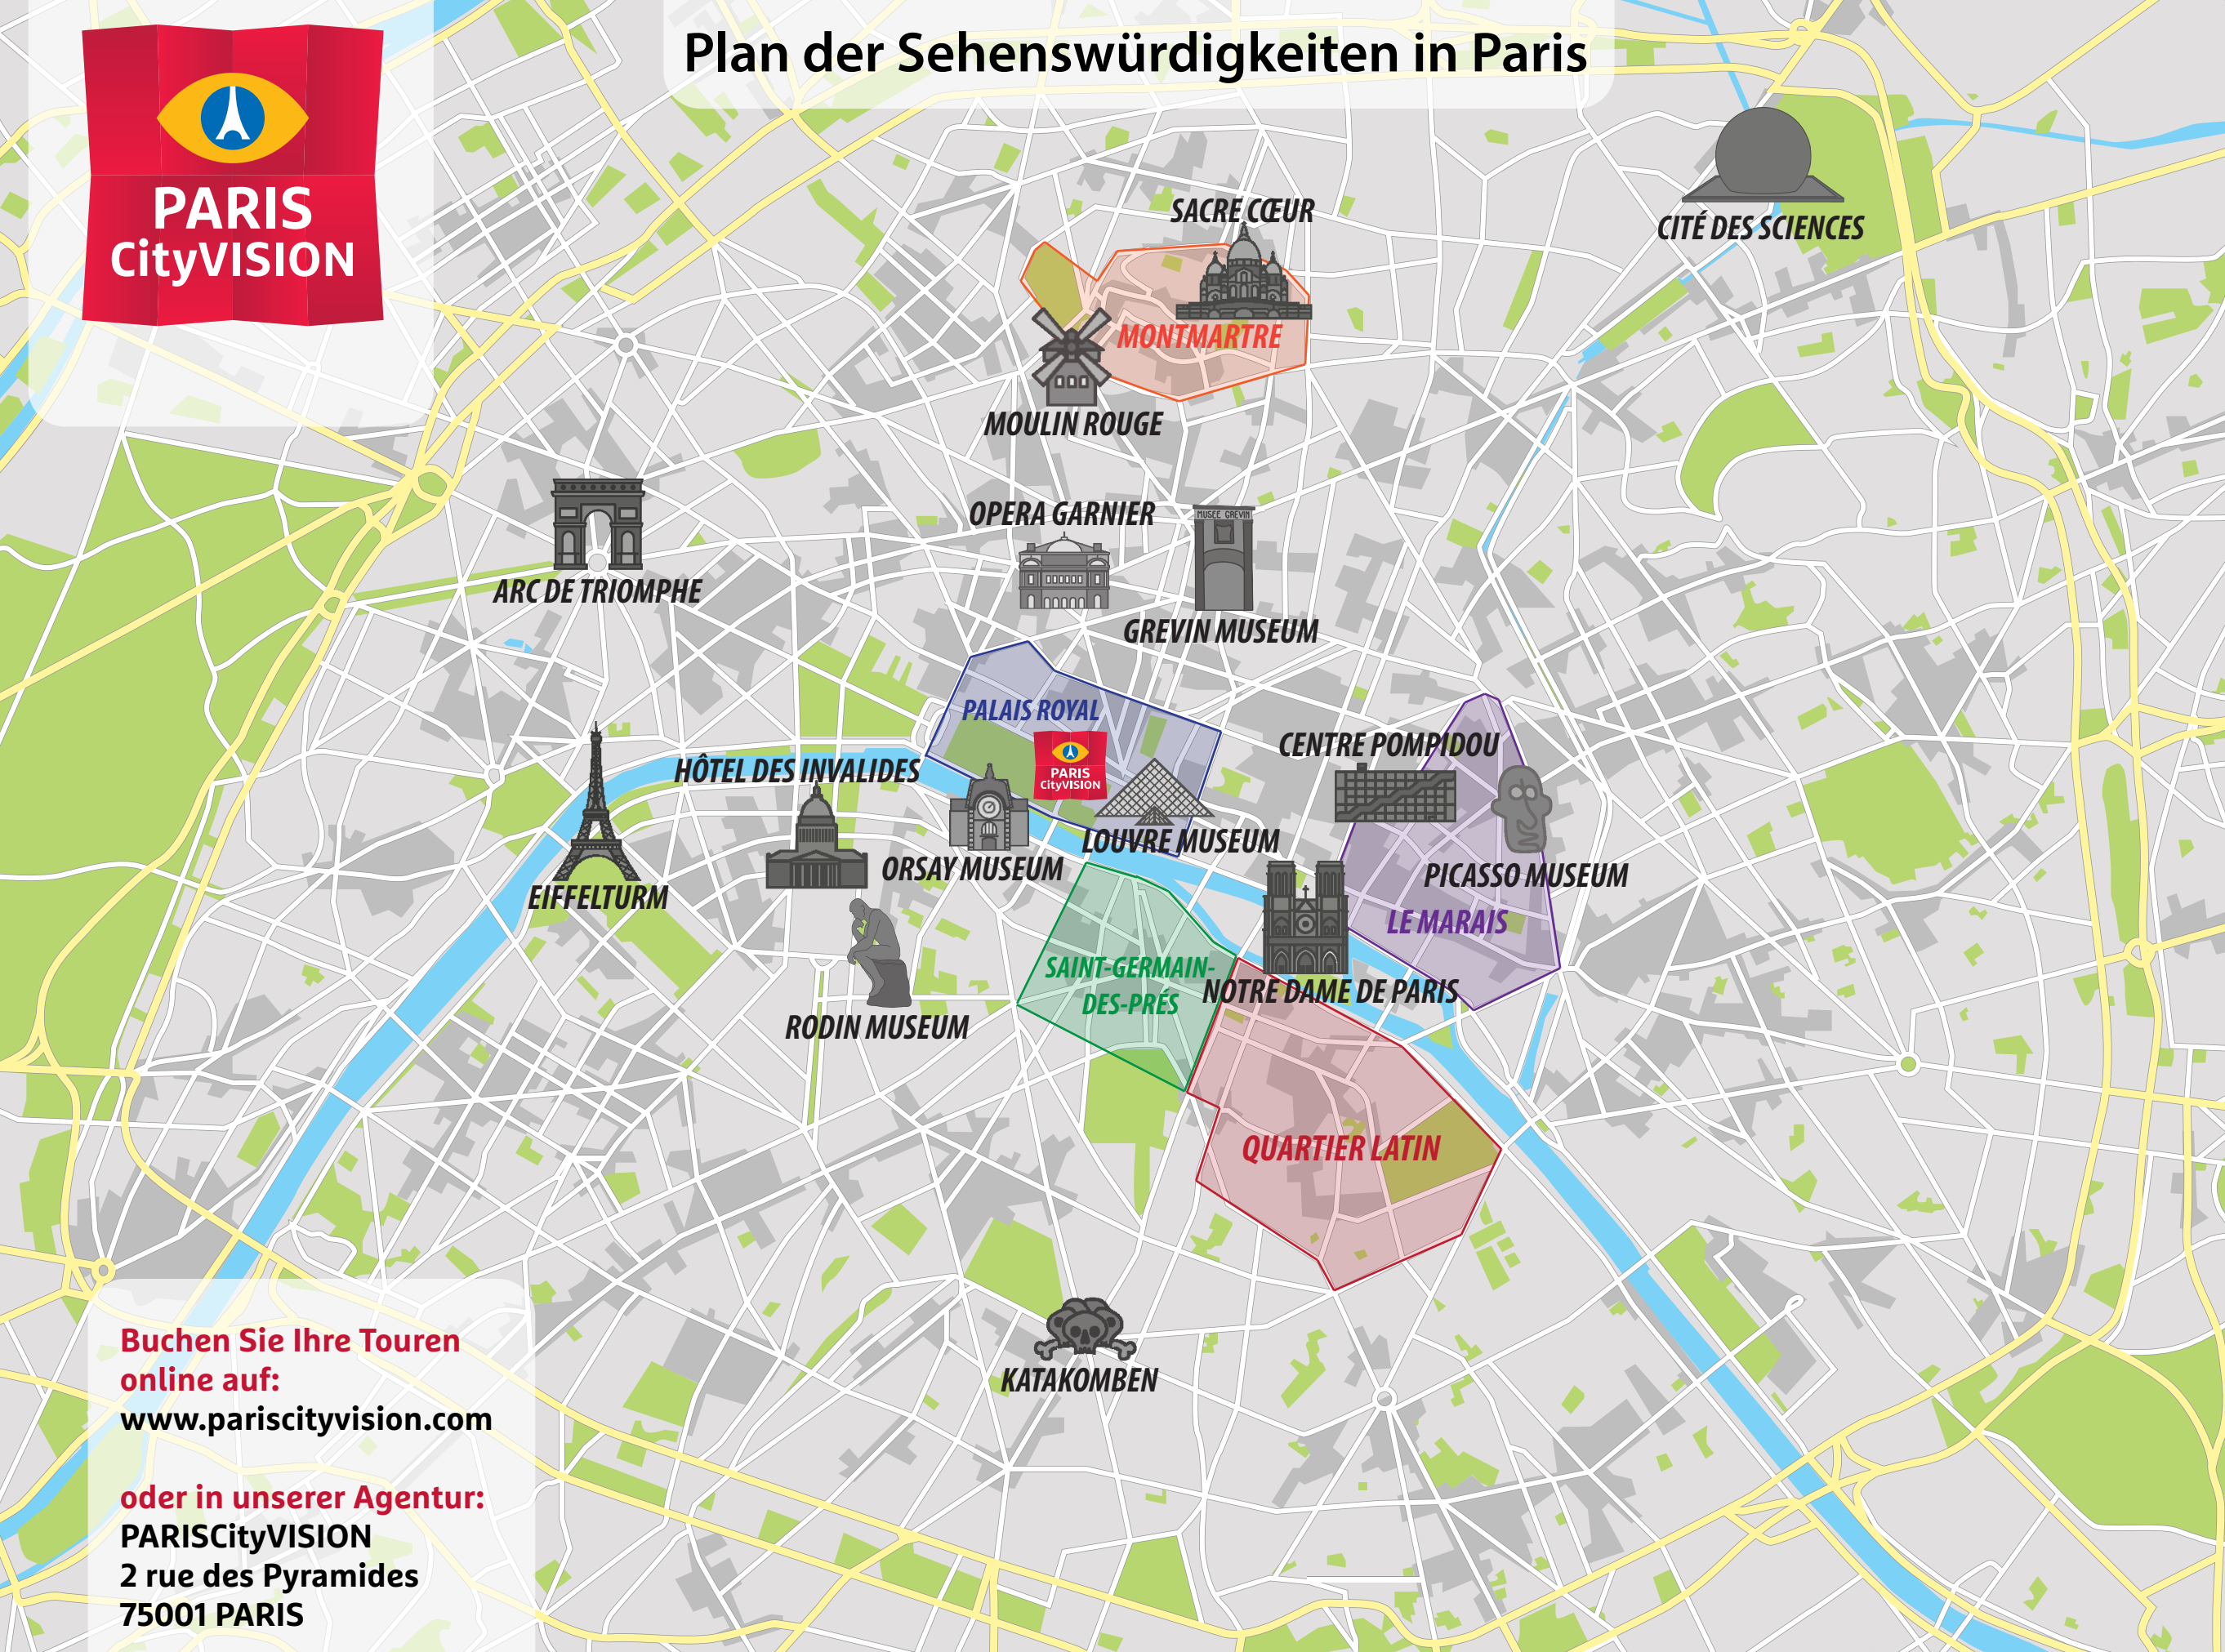 Plan der Sehenswürdigkeiten in Paris
PARIS
CityVISION
SACRE CŒUR
CITÉ DES SCIENCES
MONTMARTRE
MOULIN ROUGE
OPERA GARNIER
MUSEE GREVIN
ARC DE TRIOMPHE
GREVIN MUSEUM
PALAIS ROYAL
CENTRE POMPIDOU
HÔTEL DES INVALIDES
PARIS
CityVISION
LOUVRE MUSEUM
ORSAY MUSEUM
PICASSO MUSEUM
EIFFELTURM
LE MARAIS
SAINT-GERMAIN-
DES-PRÉS
NOTRE DAME DE PARIS
RODIN MUSEUM
QUARTIER LATIN
KATAKOMBEN
Buchen Sie Ihre Touren
online auf:
www.pariscityvision.com
oder in unserer Agentur:
PARISCityVISION
2 rue des Pyramides
75001 PARIS